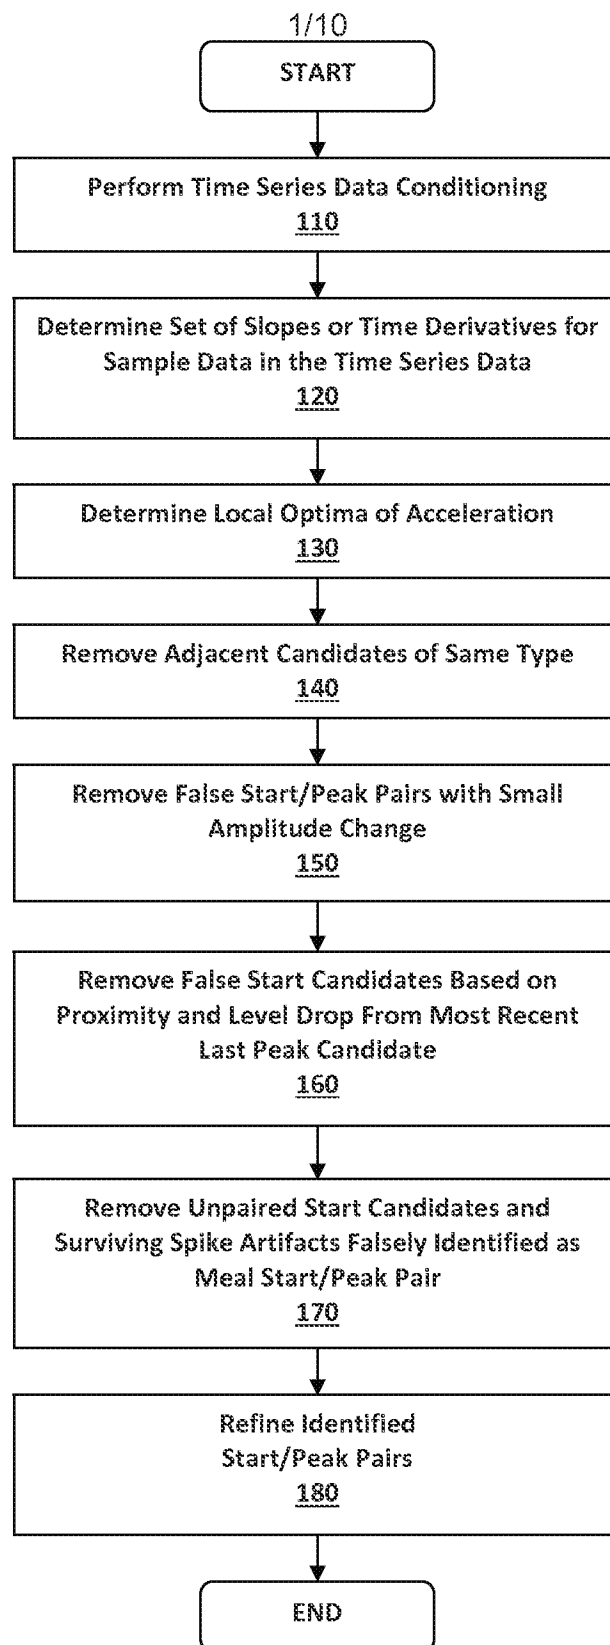 1/10
START
Perform Time Series Data Conditioning
110
Determine Set of Slopes or Time Derivatives for
Sample Data in the Time Series Data
120
Determine Local Optima of Acceleration
130
Remove Adjacent Candidates of Same Type
140
Remove False Start/Peak Pairs with Small
Amplitude Change
150
Remove False Start Candidates Based on
Proximity and Level Drop From Most Recent
Last Peak Candidate
160
Remove Unpaired Start Candidates and
Surviving Spike Artifacts Falsely Identified as
Meal Start/Peak Pair
170
Refine Identified
Start/Peak Pairs
180
END